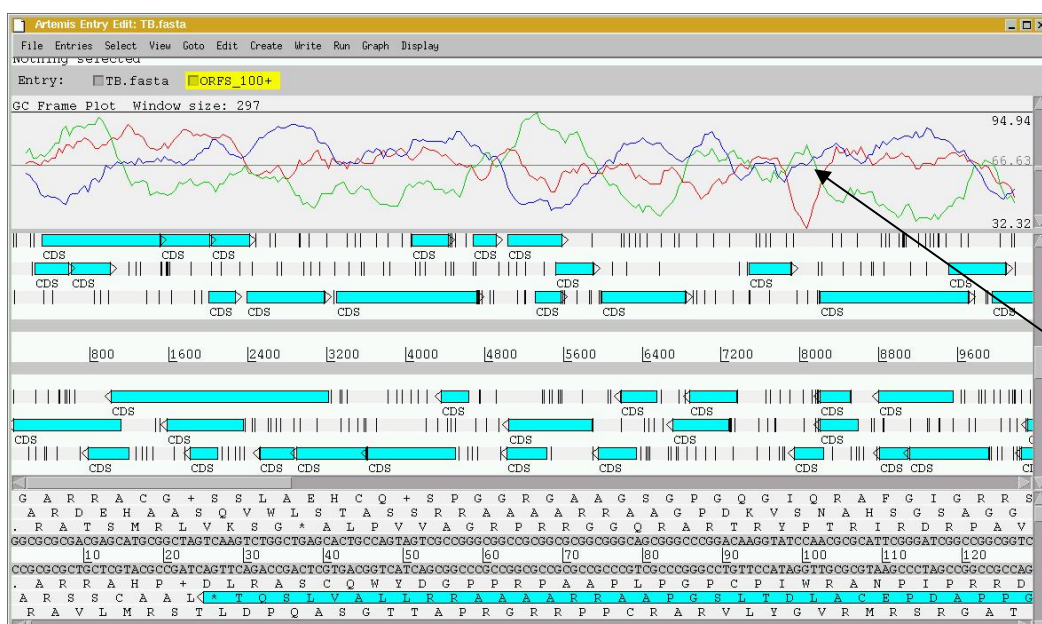 Artemis Entry Edit: TB.fasta
File Entries Select View Goto Edit Create Write Run Graph Display
Nothing selected
Entry: TB.fasta ORFS_100+
GC Frame Plot Window size: 297
94.94
66.63
32.32
CDS CDS CDS CDS CDS CDS
CDS CDS CDS CDS CDS
CDS CDS CDS CDS CDS CDS CDS
800 1600 2400 3200 4000 4800 5600 6400 7200 8000 8800 9600
CDS CDS CDS CDS CDS CDS
CDS CDS CDS CDS CDS C
CDS CDS CDS CDS CDS CDS CDS CDS CDS C
G A R R A C G + S S L A E H C Q + S P G G R G A A G S G P G Q G I Q R A F G I G R R S
A R D E H A A S Q V W L S T A S S R R A A A A R R A A G P D K V S N A H S G S A G
. R A T S M R L V K S G * A L P V V A G R P R R G G Q R A R T R Y P T R I R D R P A V
GGCGCGCGACGAGCATGCGGCTAGTCAAGTCTGGCTGAGCACTGCCAGTAGTCGCCGGGCGGCCGCGGCGCGGCGGGCAGCGGGCCCGGACAAGGTATCCAACGCGCATTCGGGATCGGCCGGCGGTC
10 20 30 40 50 60 70 80 90 100 110 120
CCGCGCGCTGCTCGTACGCCGATCAGTTCAGACCGACTCGTGACGGTCATCAGCGGCCCGCCGGCGCCGCGCCGCCCGTCGCCCGGGCCTGTTCCATAGGTTGCGCGTAAGCCCTAGCCGGCCGCCAG
. A R R A H P + D L R A S C Q W Y D G P P R P A A P L P G P C P I W R A N P I P R R D
A R S S C A A L * T Q S L V A L L R R A A A A R R A A P G S L T D L A C E P D A P P G
R A V L M R S T L D P Q A S G T T A P R G R R P P C R A R V L Y G V R M R S R G A T